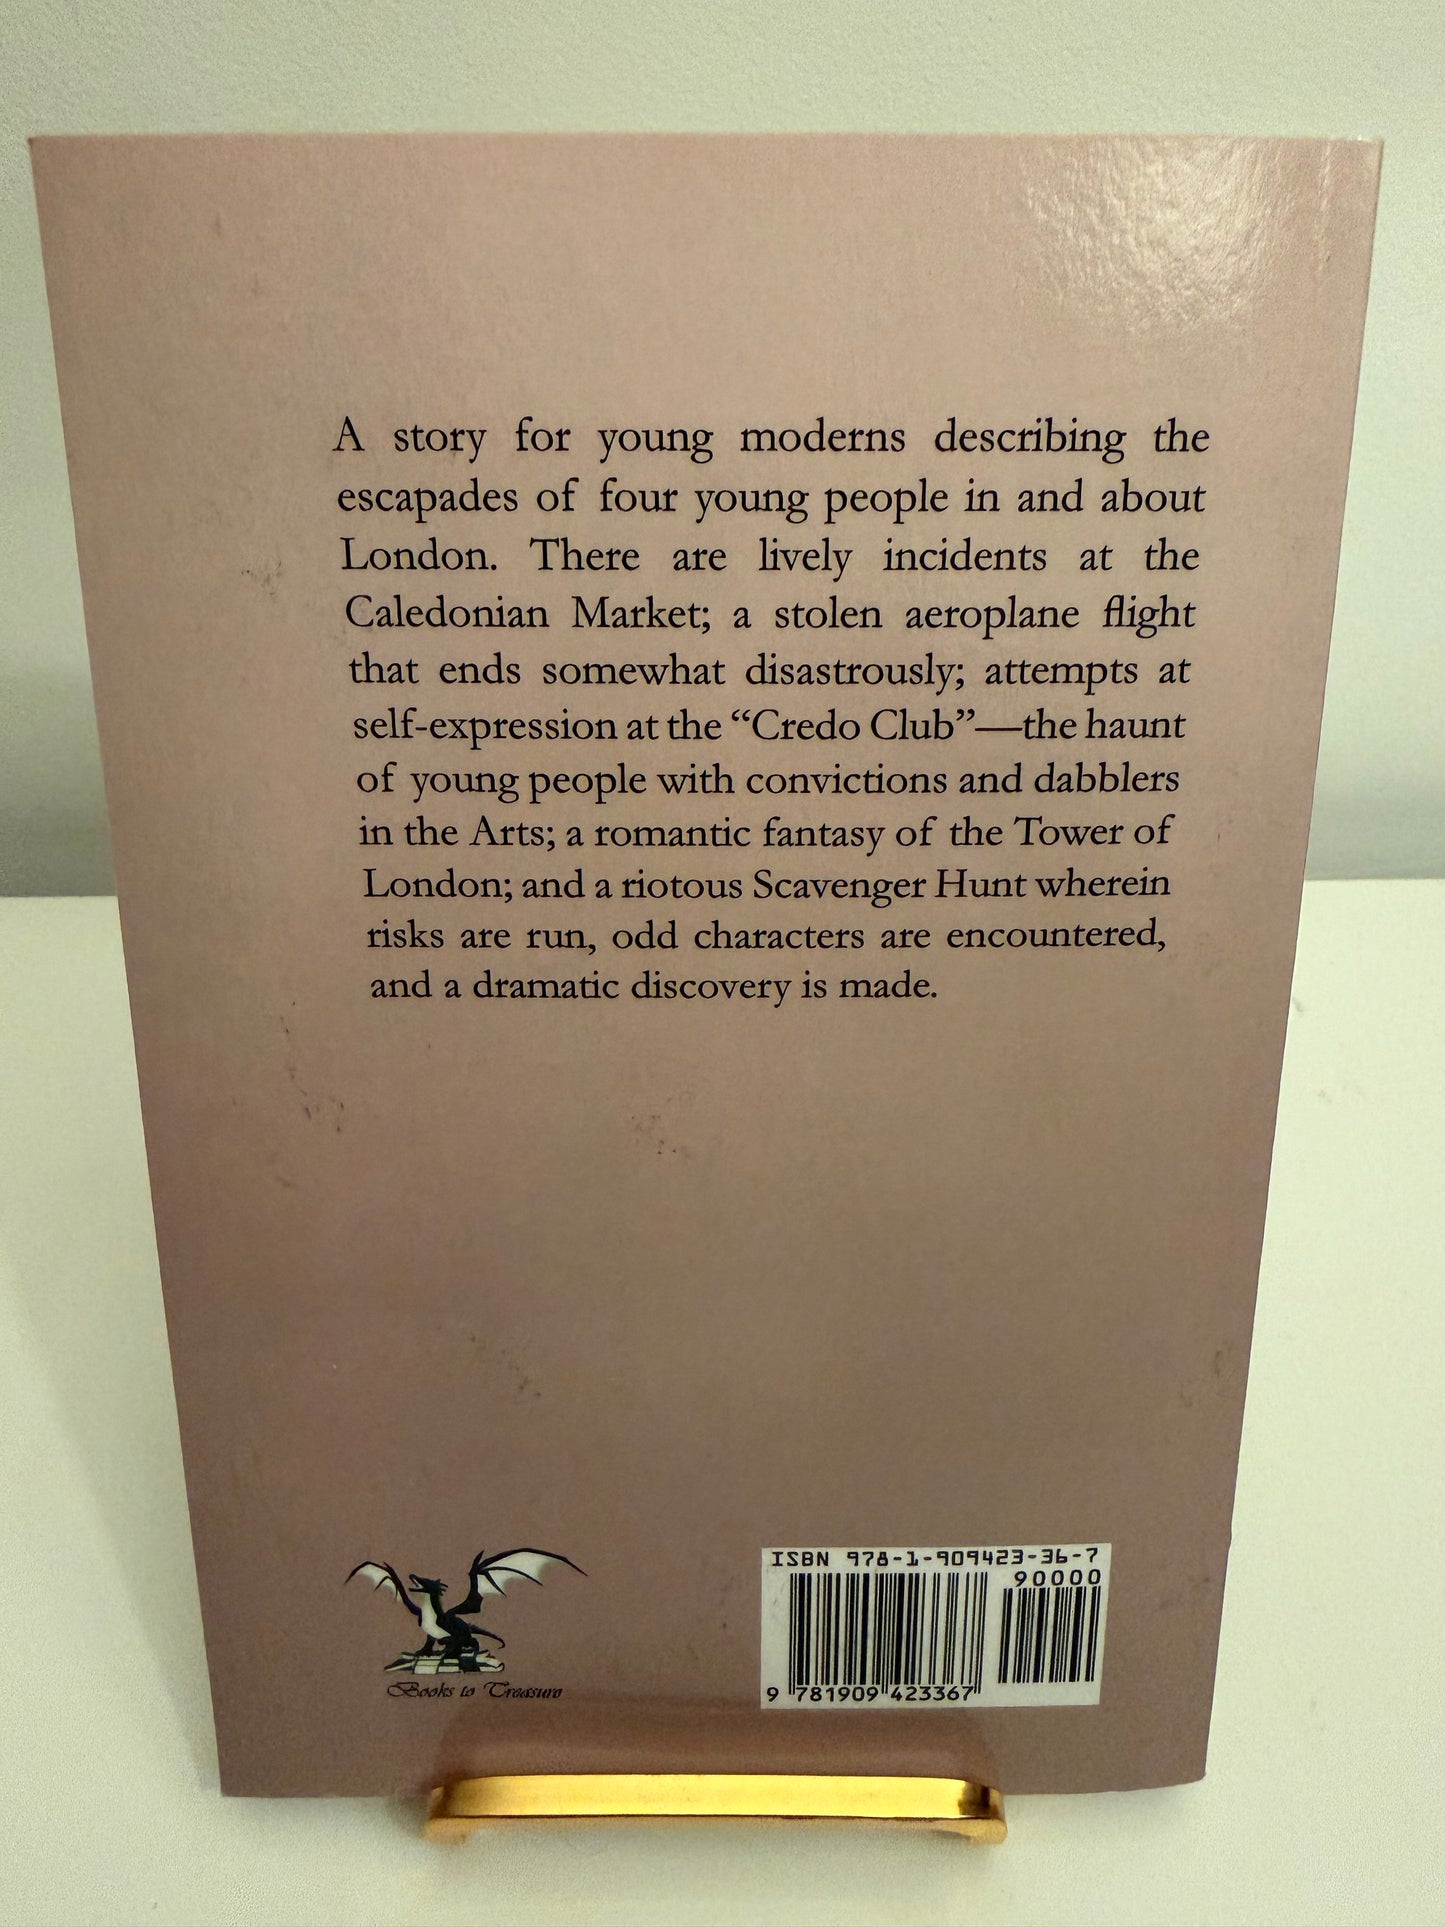 A story for young moderns describing the
escapades of four young people in and about
London. There are lively incidents at the
Caledonian Market; a stolen aeroplane flight
that ends somewhat disastrously; attempts at
self-expression at the “Credo Club”—the haunt
of young people with convictions and dabblers
in the Arts; a romantic fantasy of the Tower of
London; and a riotous Scavenger Hunt wherein
risks are run, odd characters are encountered,
and a dramatic discovery is made.
Books to Treasure
ISBN 978-1-909423-36-7
90000
9 781909 423367